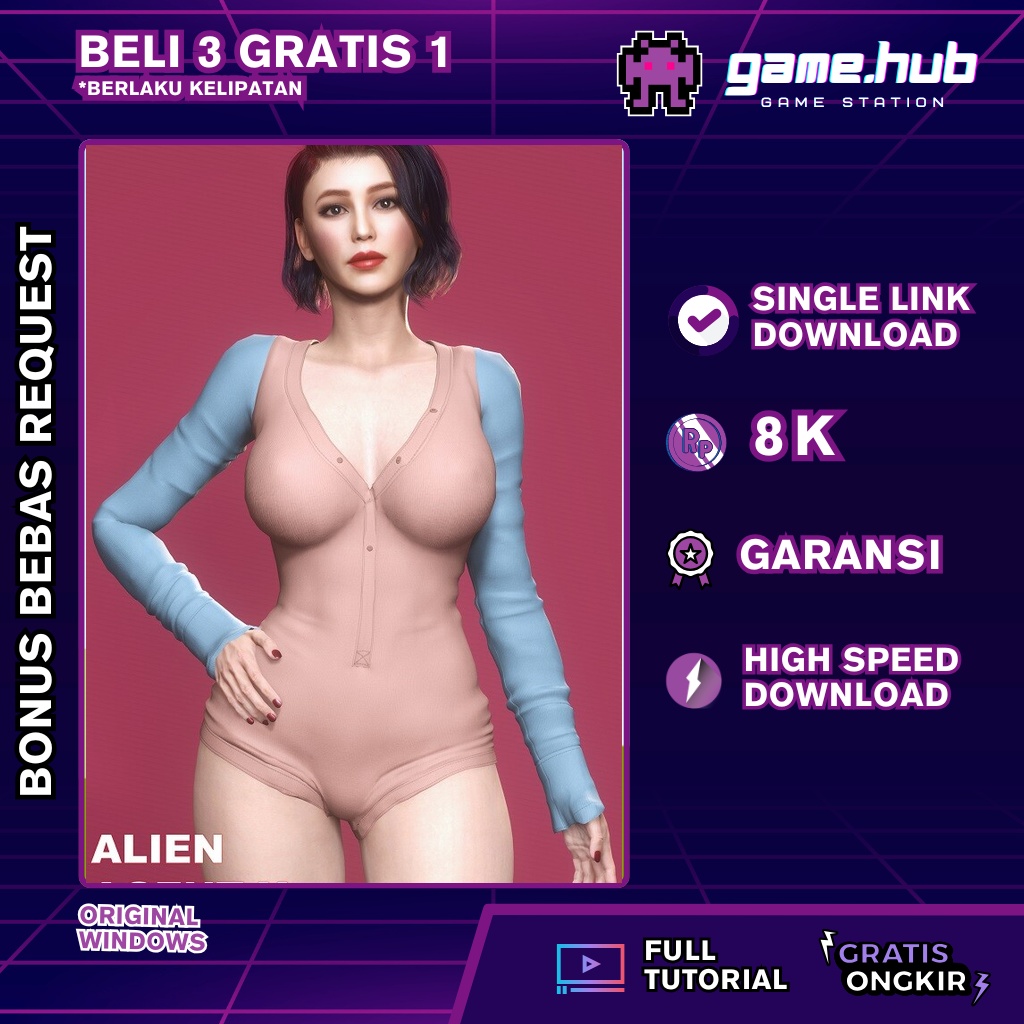 BELI 3 GRATIS 1
*BERLAKU KELIPATAN
game.hub
GAME STATION
BONUS BEBAS REQUEST
SINGLE LINK
DOWNLOAD
Rp
8K
GARANSI
HIGH SPEED
DOWNLOAD
ALIEN
ORIGINAL
WINDOWS
FULL
TUTORIAL
GRATIS
ONGKIR